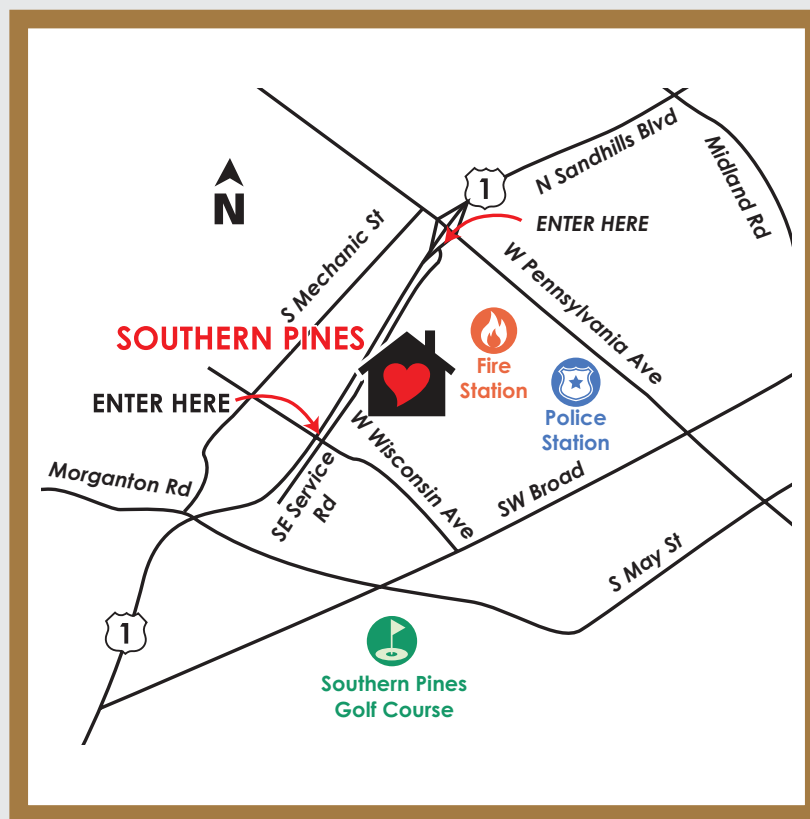 1
N Sandhills Blvd
Midland Rd
N
ENTER HERE
S Mechanic St
W Pennsylvania Ave
SOUTHERN PINES
Fire
Station
ENTER HERE
Police
Station
W Wisconsin Ave
Morganton Rd
SE Service
Rd
SW Broad
S May St
1
Southern Pines
Golf Course